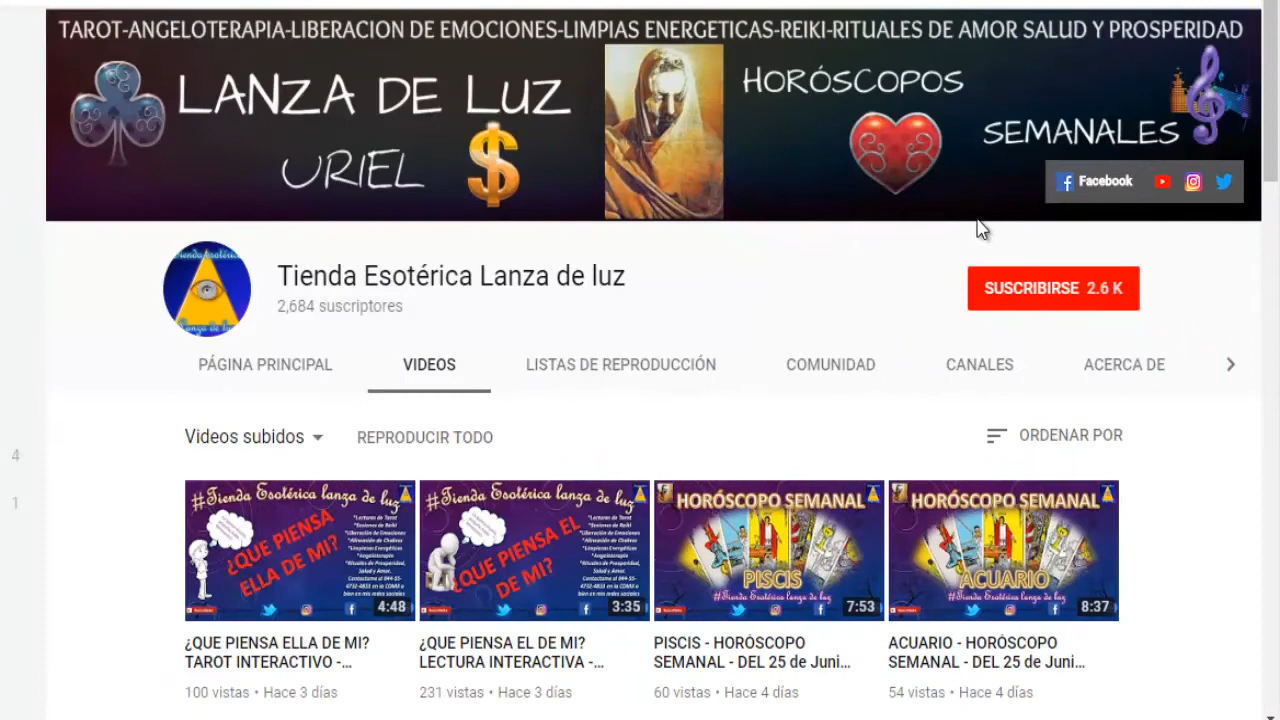 TAROT-ANGELOTERAPIA-LIBERACION DE EMOCIONES-LIMPIAS ENERGETICAS-REIKI-RITUALES DE AMOR SALUD Y PROSPERIDAD
LANZA DE LUZ
URIEL
$
HORÓSCOPOS
SEMANALES
Facebook
Tienda Esotérica Lanza de luz
2,684 suscriptores
SUSCRIBIRSE 2.6 K
PÁGINA PRINCIPAL
VIDEOS
LISTAS DE REPRODUCCIÓN
COMUNIDAD
CANALES
ACERCA DE
Videos subidos
REPRODUCIR TODO
ORDENAR POR
4
1
#Tienda Esotérica lanza de luz
¿QUE PIENSA
ELLA DE MI?
4:48
#Tienda Esotérica lanza de luz
¿QUE PIENSA EL
DE MI?
3:35
HORÓSCOPO SEMANAL
PISCIS
#Tienda Esotérica lanza de luz
7:53
HORÓSCOPO SEMANAL
ACUARIO
#Tienda Esotérica lanza de luz
8:37
¿QUE PIENSA ELLA DE MI?
TAROT INTERACTIVO -...
100 vistas • Hace 3 días
¿QUE PIENSA EL DE MI?
LECTURA INTERACTIVA -...
231 vistas • Hace 3 días
PISCIS - HORÓSCOPO
SEMANAL - DEL 25 de Juni...
60 vistas • Hace 4 días
ACUARIO - HORÓSCOPO
SEMANAL - DEL 25 de Juni...
54 vistas • Hace 4 días